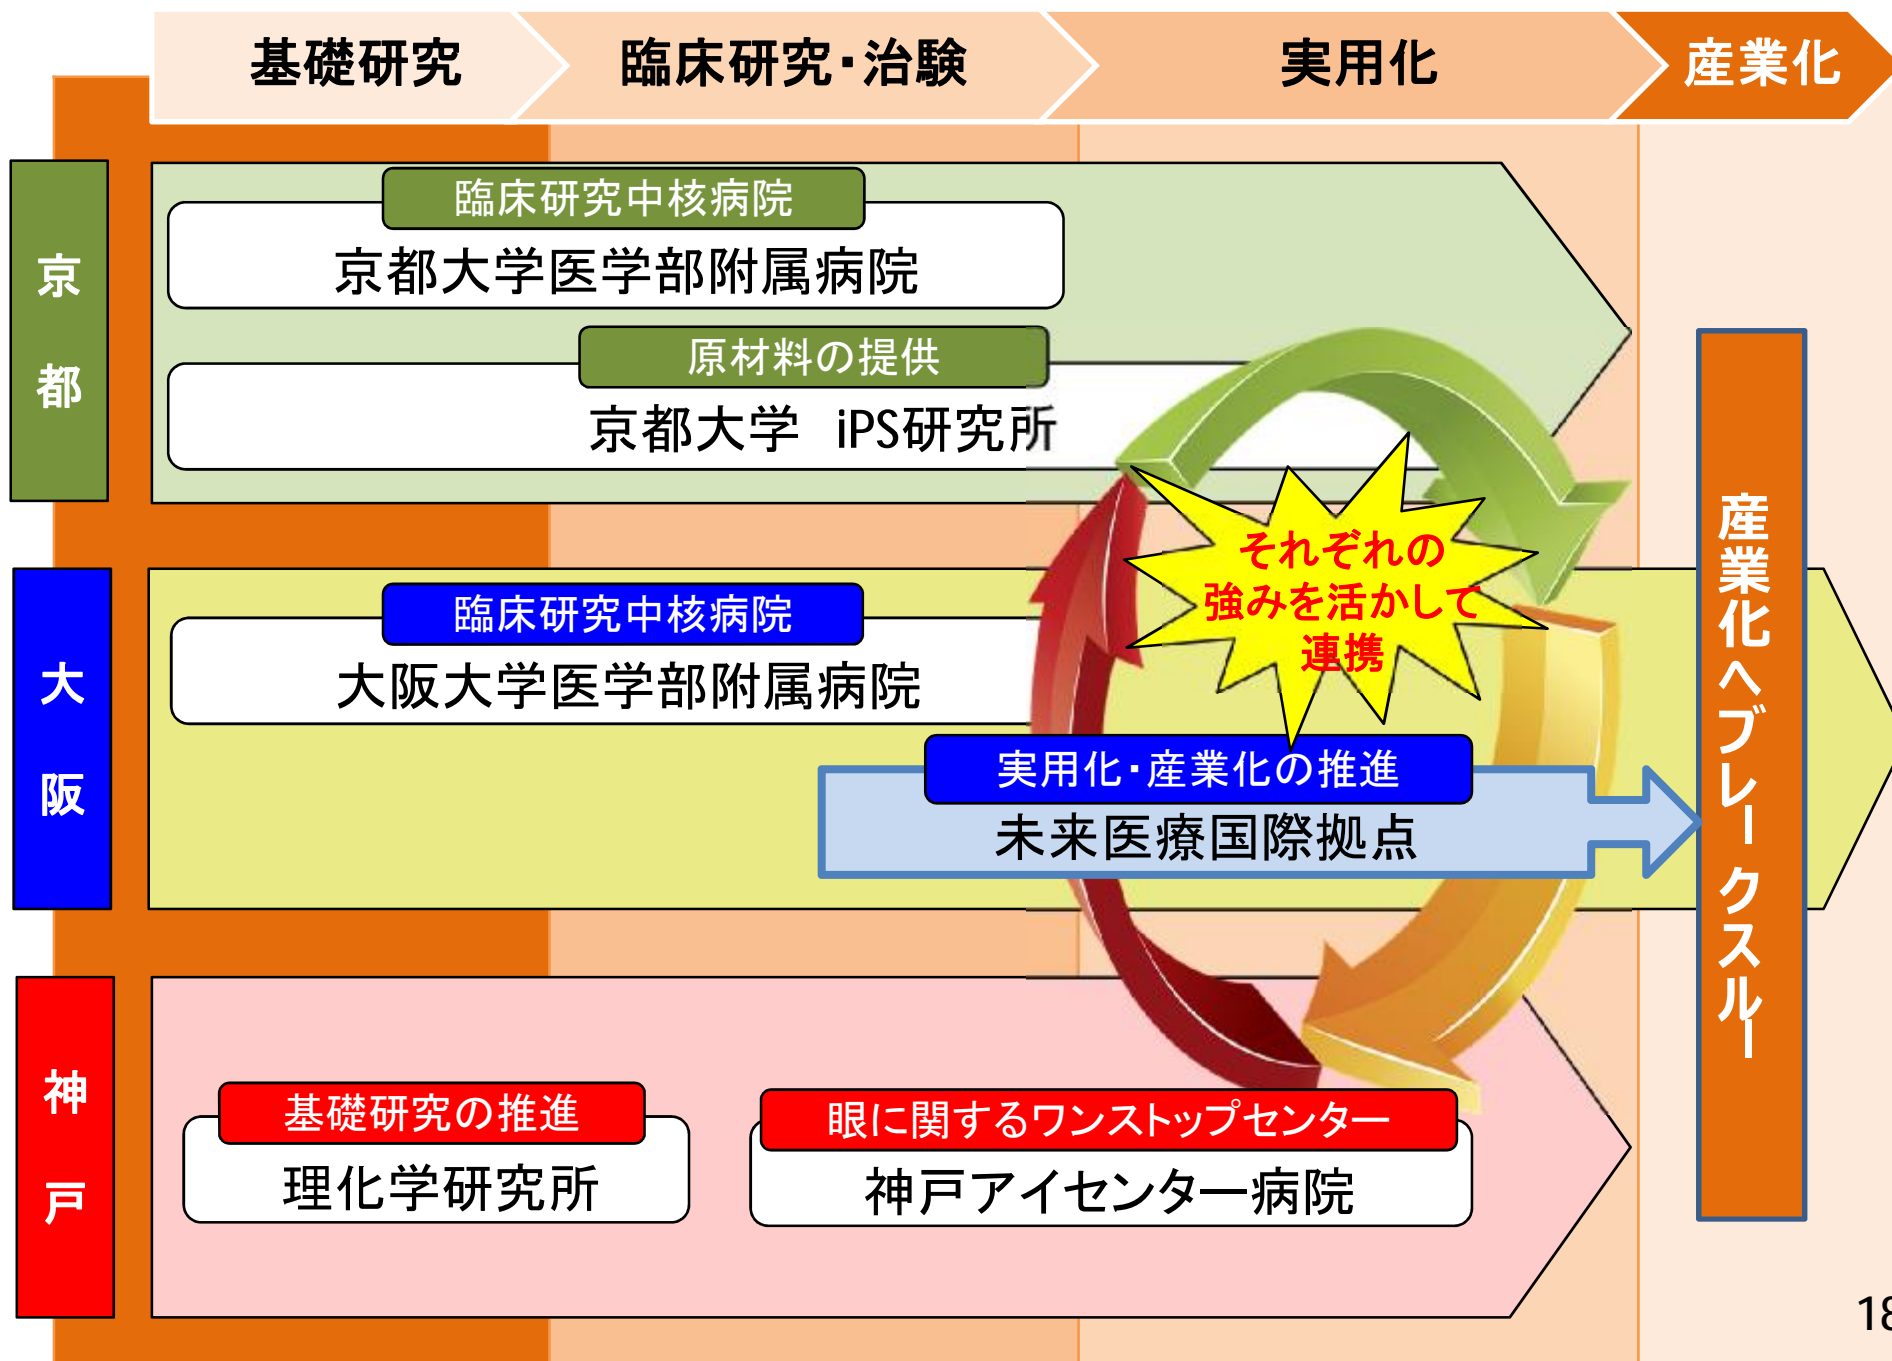 基礎研究
臨床研究・治験
実用化
産業化
京都
臨床研究中核病院
京都大学医学部附属病院
原材料の提供
京都大学　iPS研究所
大阪
臨床研究中核病院
大阪大学医学部附属病院
それぞれの
強みを活かして
連携
実用化・産業化の推進
未来医療国際拠点
産業化へブレークスルー
神戸
基礎研究の推進
理化学研究所
眼に関するワンストップセンター
神戸アイセンター病院
18